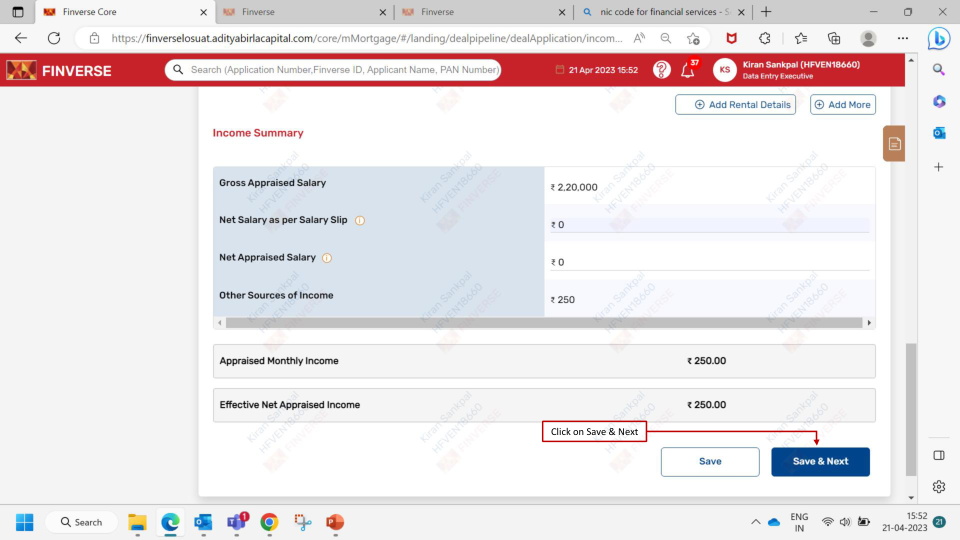 Finverse Core
Finverse
Finverse
nic code for financial services - S
https://finverselosuat.adityabirlacapital.com/core/mMortgage/#/landing/dealpipeline/dealApplication/incom...
FINVERSE
Search (Application Number,Finverse ID, Applicant Name, PAN Number)
21 Apr 2023 15:52
37
KS
Kiran Sankpal (HFVEN18660)
Data Entry Executive
Add Rental Details
Add More
Income Summary
Gross Appraised Salary
₹ 2,20,000
Net Salary as per Salary Slip
₹ 0
Net Appraised Salary
₹ 0
Other Sources of Income
₹ 250
Appraised Monthly Income
₹ 250.00
Effective Net Appraised Income
₹ 250.00
Click on Save & Next
Save
Save & Next
Kiran Sankpal
HFVEN18660
FINVERSE
Search
ENG
IN
15:52
21-04-2023
21